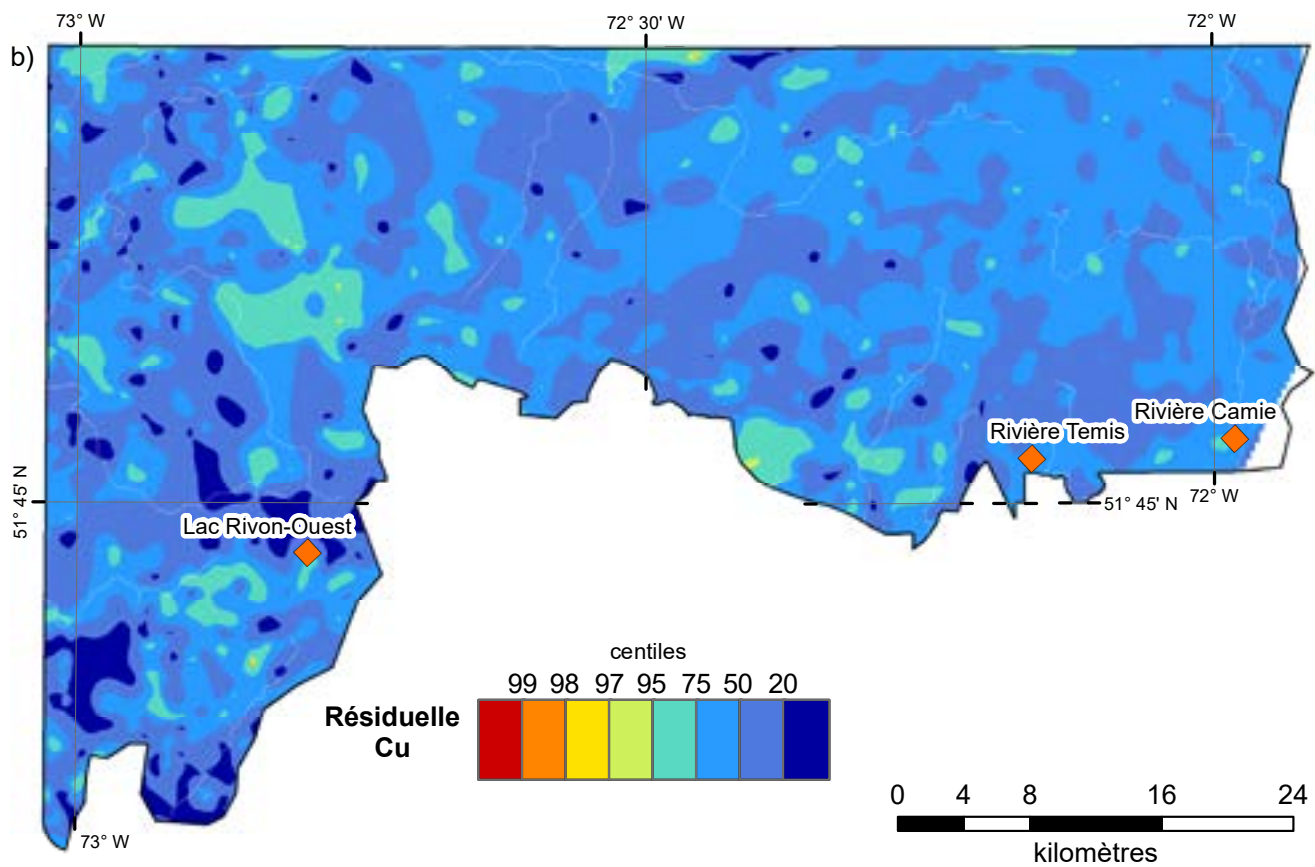 73° W
72° 30' W
72° W
b)
Rivière Camie
Rivière Temis
72° W
51° 45' N
51° 45' N
Lac Rivon-Ouest
centiles
99 98 97 95 75 50 20
Résiduelle
Cu
0 4 8 16 24
kilomètres
73° W